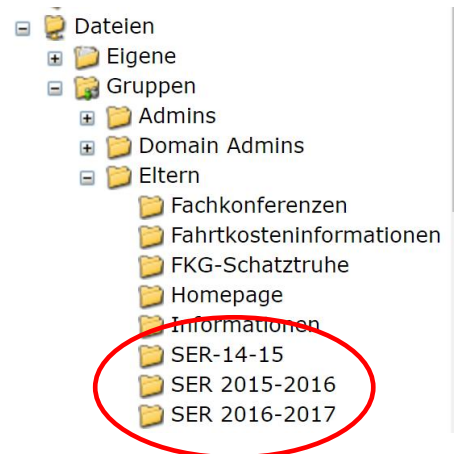 Dateien
Eigene
Gruppen
Admins
Domain Admins
Eltern
Fachkonferenzen
Fahrtkosteninformationen
FKG-Schatztruhe
Homepage
Informationen
SER-14-15
SER 2015-2016
SER 2016-2017